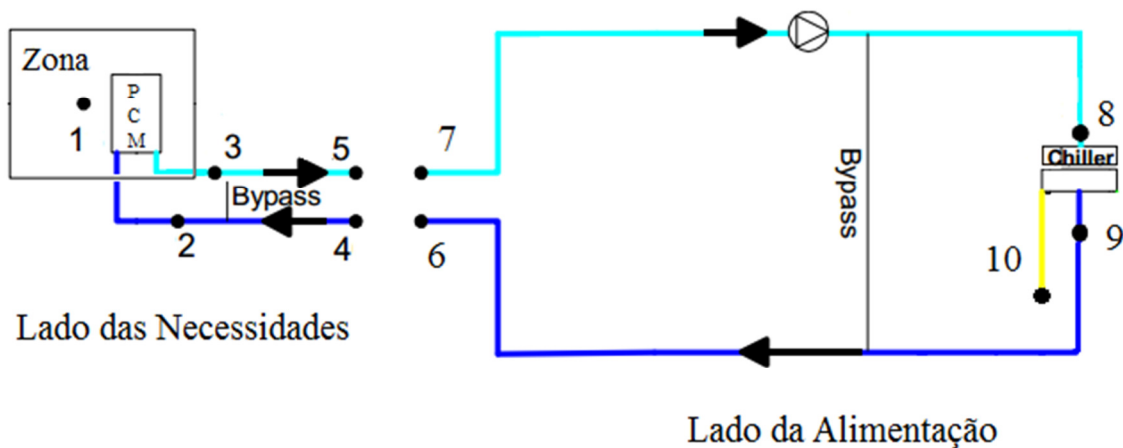 Zona
P
C
M
1
3
5
7
Bypass
2
4
6
Bypass
8
Chiller
9
10
Lado das Necessidades
Lado da Alimentação